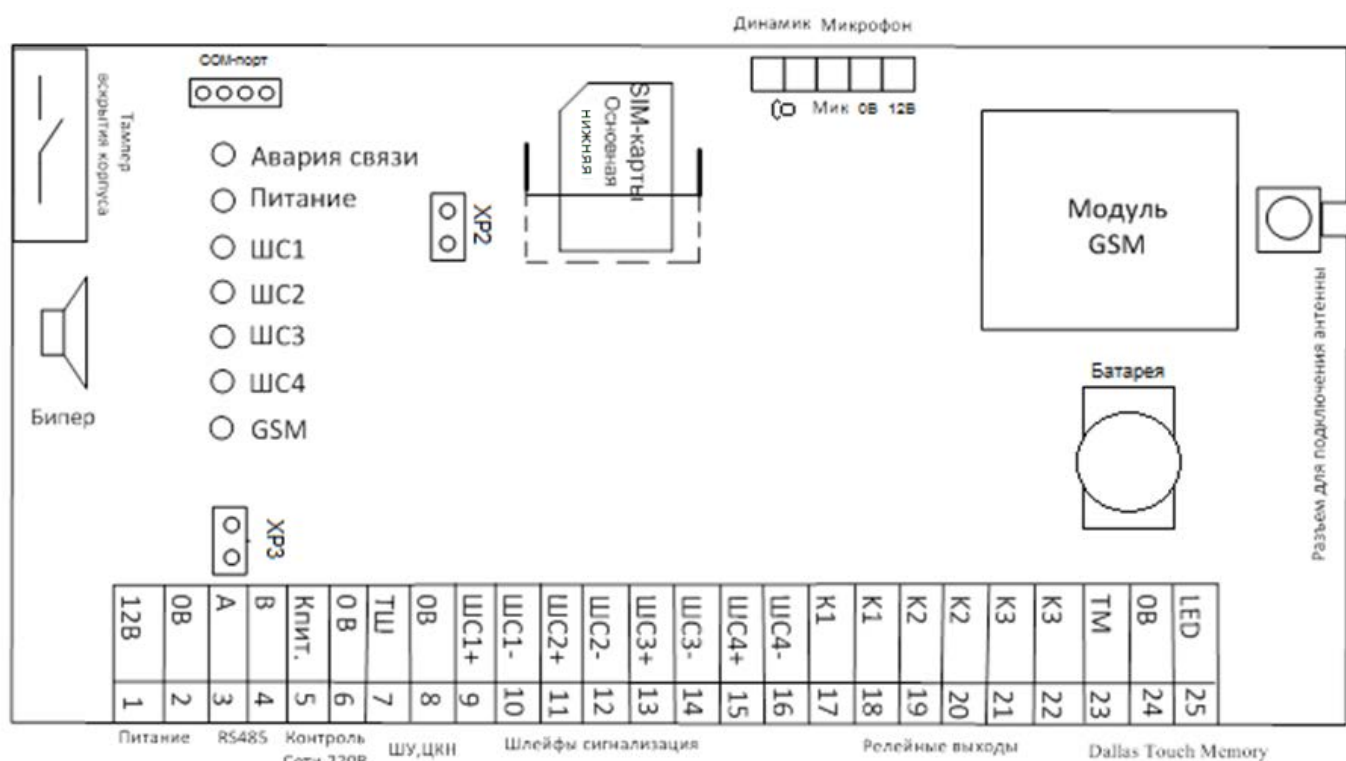 Динамик Микрофон
COM-порт
Мик 0В 12В
Тампер
вскрытия корпуса
SIM-карты
Основная
нижняя
Авария связи
Питание
ШС1
ШС2
ШС3
ШС4
GSM
XP2
Модуль
GSM
Разъем для подключения антенны
Бипер
Батарея
XP3
12В 0В A B Кпит. 0 В ТШ 0В ШС1+ ШС1- ШС2+ ШС2- ШС3+ ШС3- ШС4+ ШС4- К1 К1 К2 К2 К3 К3 ТМ 0В LED
1 2 3 4 5 6 7 8 9 10 11 12 13 14 15 16 17 18 19 20 21 22 23 24 25
Питание RS485 Контроль ШУ,ЦКН Шлейфы сигнализация Релейные выходы Dallas Touch Memory
Сети 220В